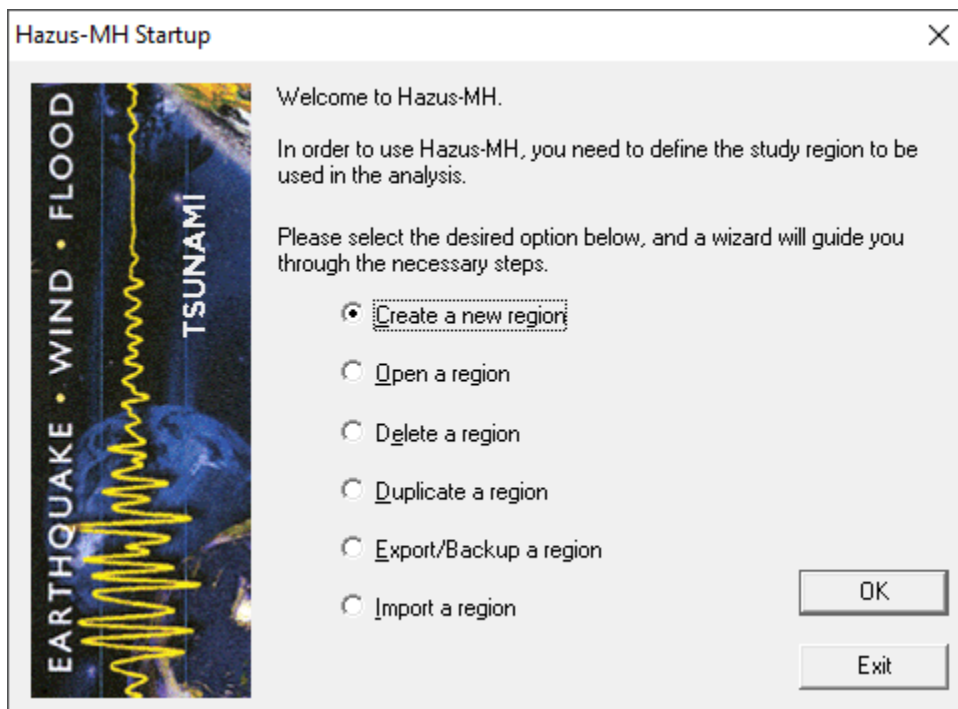 Hazus-MH Startup
EARTHQUAKE • WIND • FLOOD
TSUNAMI
Welcome to Hazus-MH.
In order to use Hazus-MH, you need to define the study region to be
used in the analysis.
Please select the desired option below, and a wizard will guide you
through the necessary steps.
Create a new region
Open a region
Delete a region
Duplicate a region
Export/Backup a region
Import a region
OK
Exit